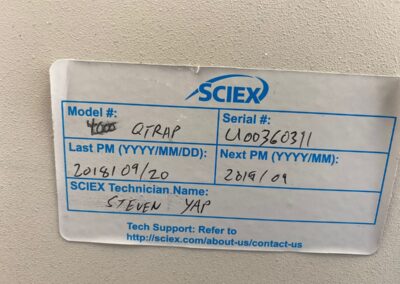 SCIEX
Model #: Serial #:
4000 QTRAP U00360311
Last PM (YYYY/MM/DD): Next PM (YYYY/MM):
2018/09/20 2019/09
SCIEX Technician Name:
STEVEN YAP
Tech Support: Refer to
http://sciex.com/about-us/contact-us